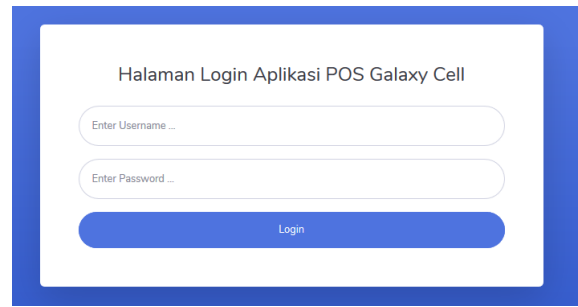 Halaman Login Aplikasi POS Galaxy Cell
Enter Username ...
Enter Password ...
Login